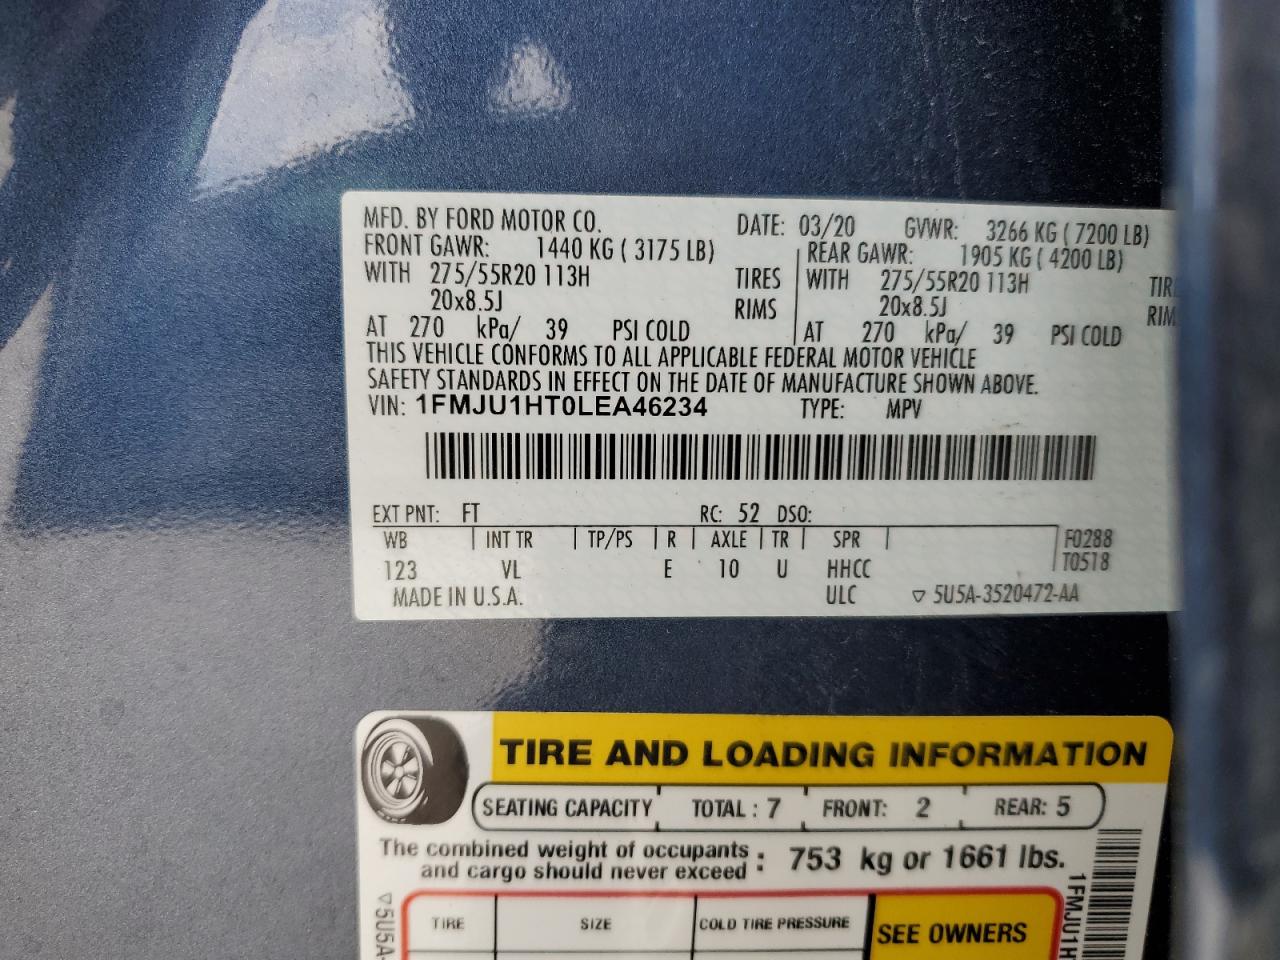 MFD. BY FORD MOTOR CO. DATE: 03/20 GVWR: 3266 KG ( 7200 LB)
FRONT GAWR: 1440 KG ( 3175 LB) REAR GAWR: 1905 KG ( 4200 LB)
WITH 275/55R20 113H TIRES WITH 275/55R20 113H TIR
20x8.5J RIMS 20x8.5J RIM
AT 270 kPa/ 39 PSI COLD AT 270 kPa/ 39 PSI COLD
THIS VEHICLE CONFORMS TO ALL APPLICABLE FEDERAL MOTOR VEHICLE
SAFETY STANDARDS IN EFFECT ON THE DATE OF MANUFACTURE SHOWN ABOVE.
VIN: 1FMJU1HT0LEA46234 TYPE: MPV
EXT PNT: FT RC: 52 DSO:
WB INT TR TP/PS R AXLE TR SPR F0288
123 VL E 10 U HHCC T0518
MADE IN U.S.A. ULC ▽ 5U5A-3520472-AA
TIRE AND LOADING INFORMATION
SEATING CAPACITY TOTAL : 7 FRONT: 2 REAR: 5
The combined weight of occupants
and cargo should never exceed : 753 kg or 1661 lbs.
TIRE SIZE COLD TIRE PRESSURE SEE OWNERS
▽5U5A-
1FMJU1H